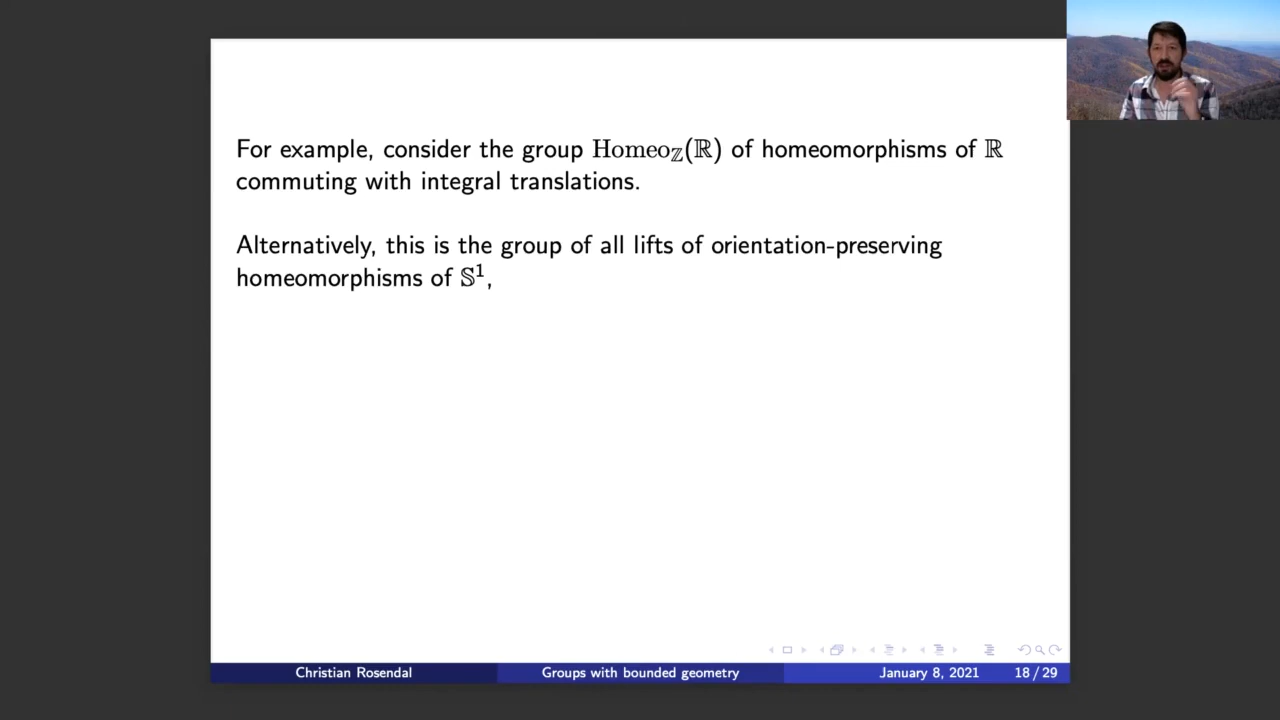 For example, consider the group Homeo_ℤ(ℝ) of homeomorphisms of ℝ
commuting with integral translations.
Alternatively, this is the group of all lifts of orientation-preserving
homeomorphisms of 𝕊¹,
Christian Rosendal Groups with bounded geometry January 8, 2021 18 / 29